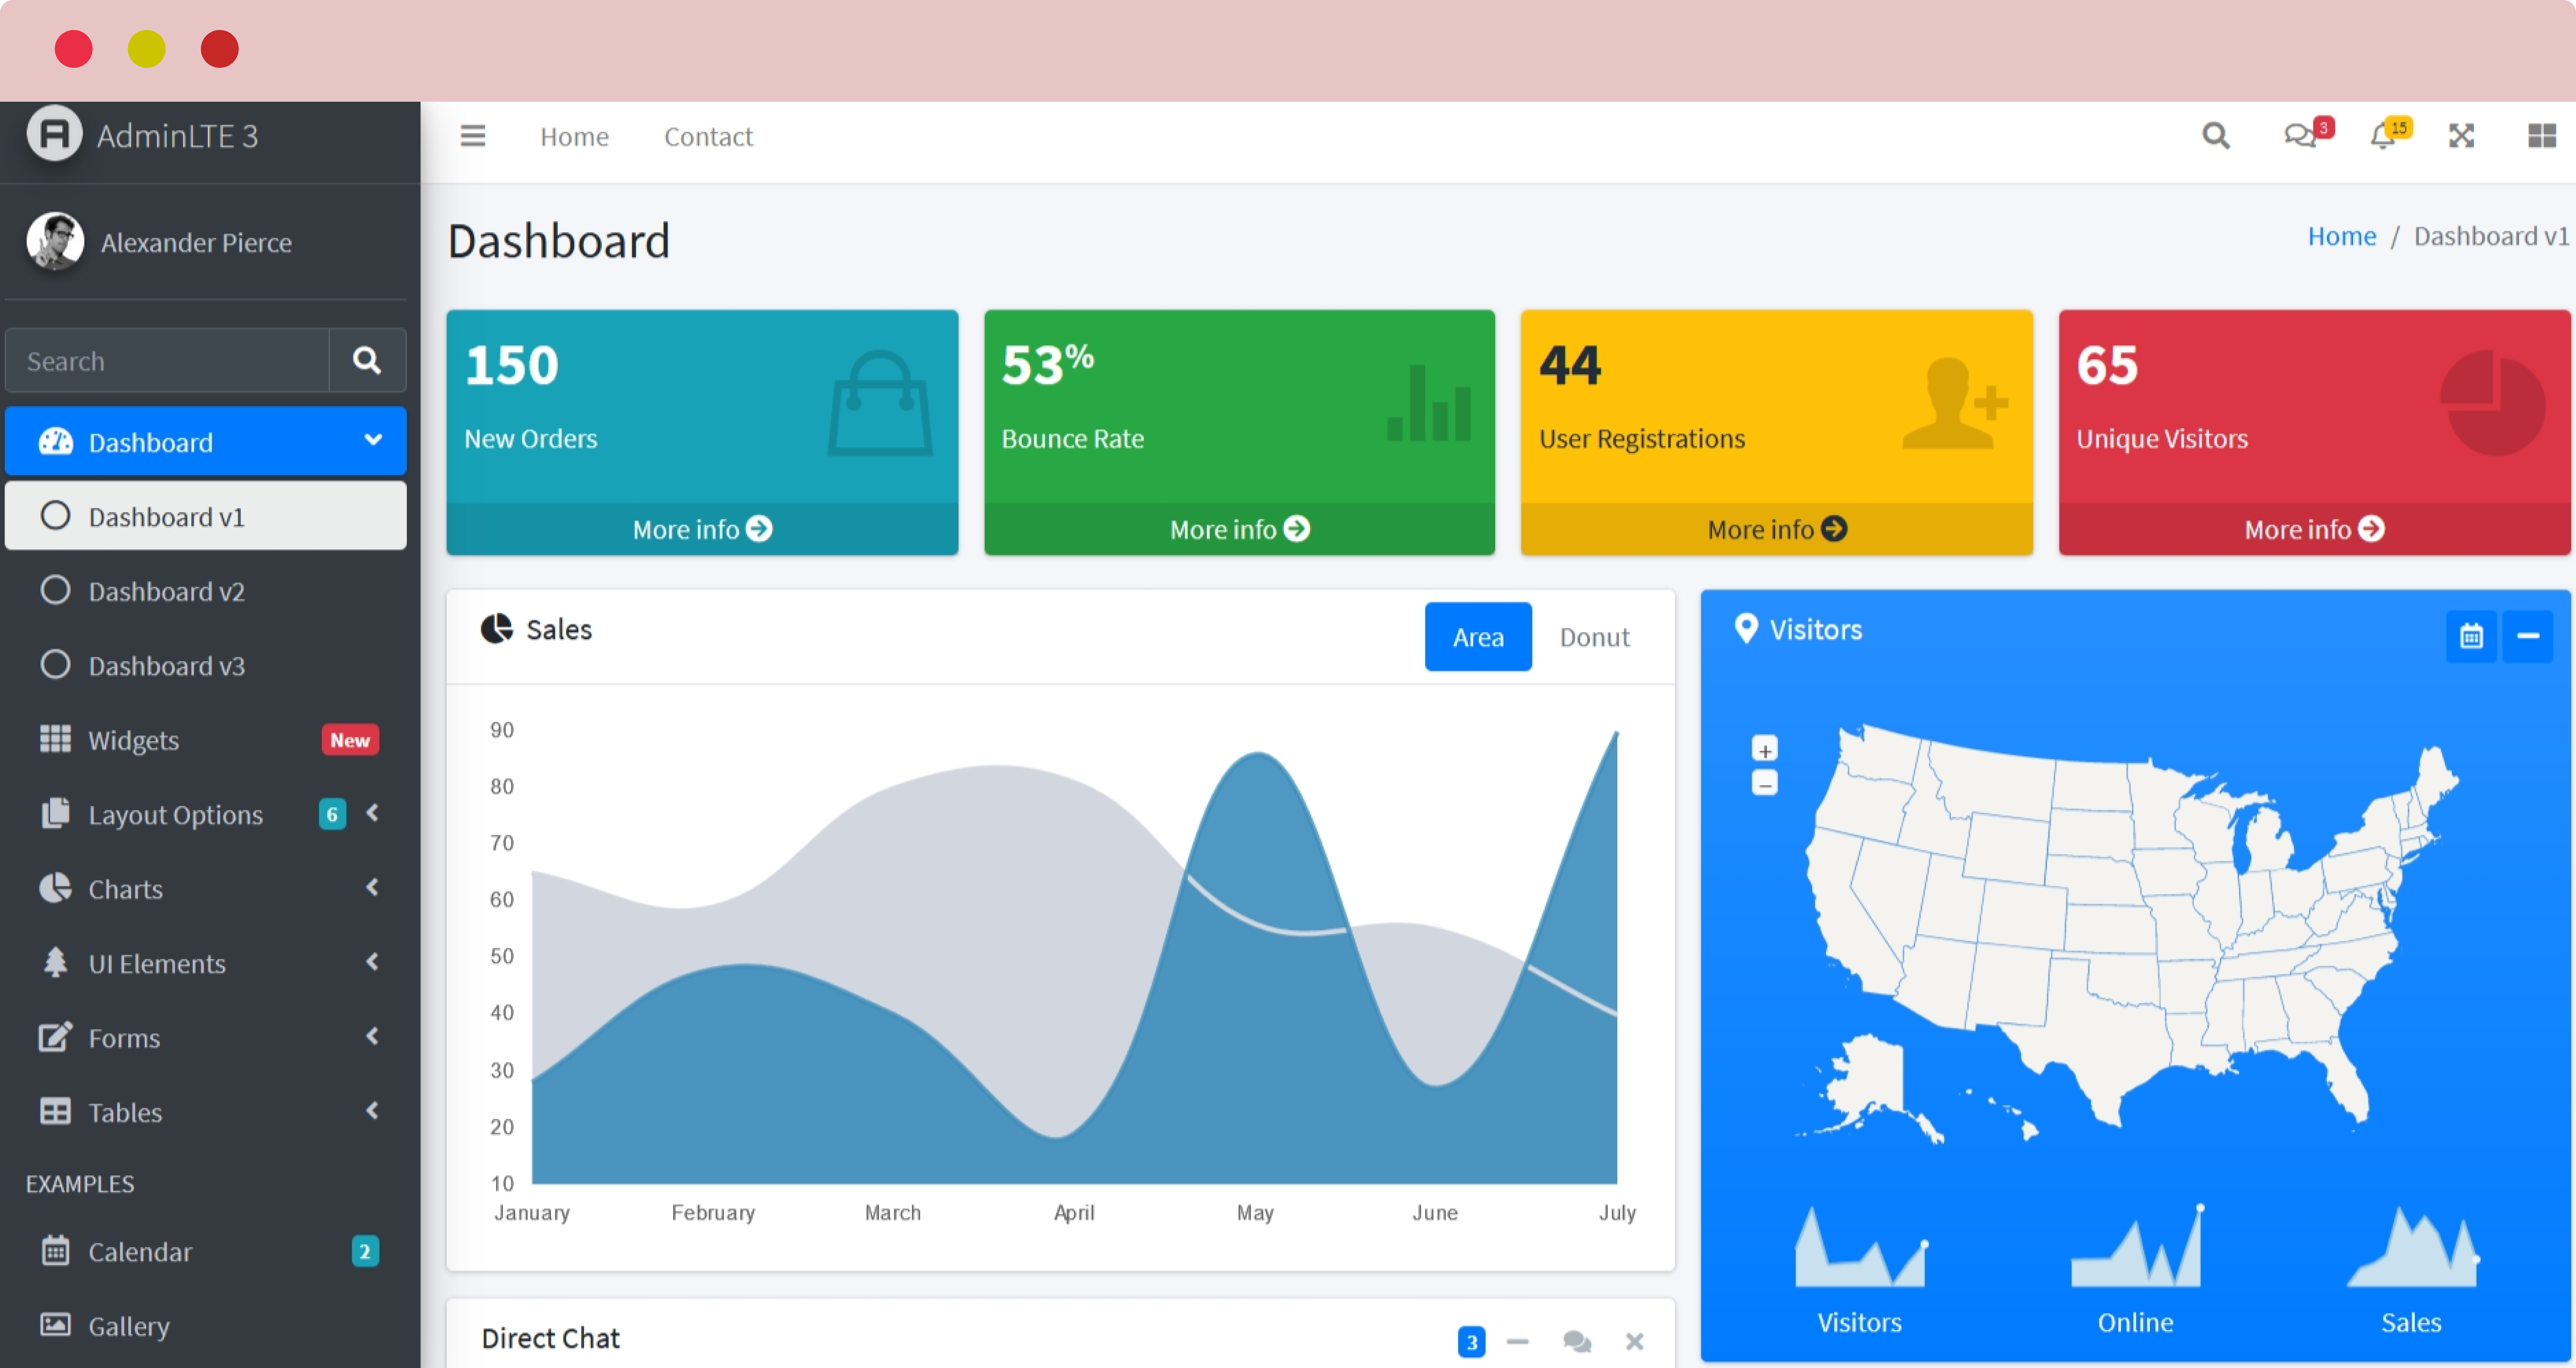 AdminLTE 3
Home
Contact
3
15
Alexander Pierce
Dashboard
Home / Dashboard v1
Search
Dashboard
Dashboard v1
Dashboard v2
Dashboard v3
Widgets New
Layout Options 6
Charts
UI Elements
Forms
Tables
EXAMPLES
Calendar 2
Gallery
150
New Orders
More info
53%
Bounce Rate
More info
44
User Registrations
More info
65
Unique Visitors
More info
Sales
Area
Donut
90
80
70
60
50
40
30
20
10
January February March April May June July
Visitors
+
−
Visitors Online Sales
Direct Chat
3